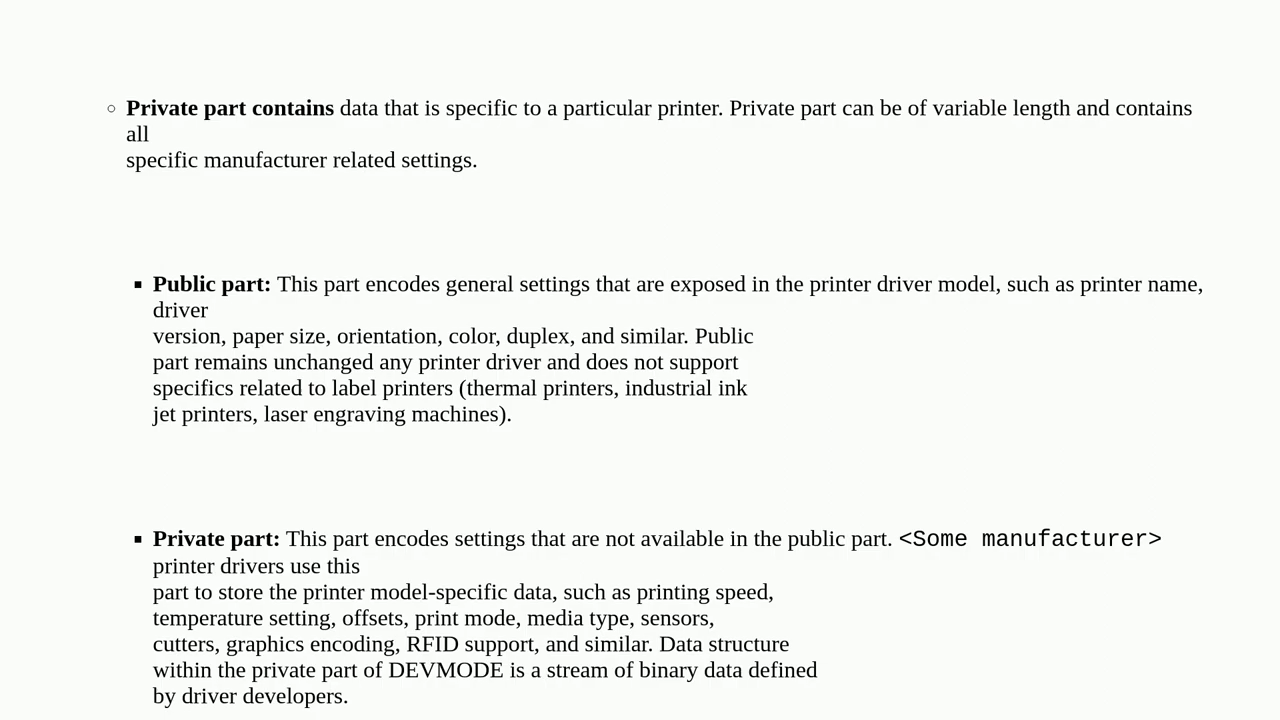 Private part contains data that is specific to a particular printer. Private part can be of variable length and contains
all
specific manufacturer related settings.
Public part: This part encodes general settings that are exposed in the printer driver model, such as printer name,
driver
version, paper size, orientation, color, duplex, and similar. Public
part remains unchanged any printer driver and does not support
specifics related to label printers (thermal printers, industrial ink
jet printers, laser engraving machines).
Private part: This part encodes settings that are not available in the public part. <Some manufacturer>
printer drivers use this
part to store the printer model-specific data, such as printing speed,
temperature setting, offsets, print mode, media type, sensors,
cutters, graphics encoding, RFID support, and similar. Data structure
within the private part of DEVMODE is a stream of binary data defined
by driver developers.